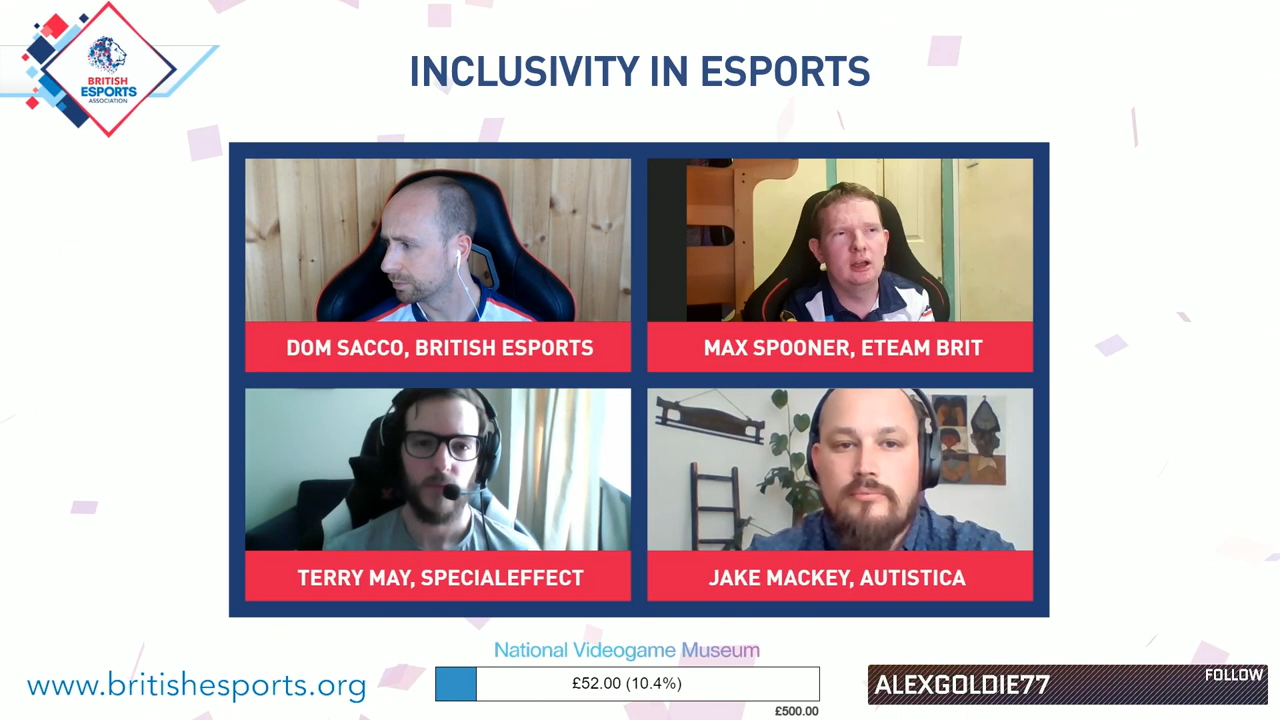 BRITISH
ESPORTS
ASSOCIATION
INCLUSIVITY IN ESPORTS
DOM SACCO, BRITISH ESPORTS
MAX SPOONER, ETEAM BRIT
TERRY MAY, SPECIALEFFECT
JAKE MACKEY, AUTISTICA
National Videogame Museum
£52.00 (10.4%)
£500.00
www.britishesports.org
ALEXGOLDIE77
FOLLOW